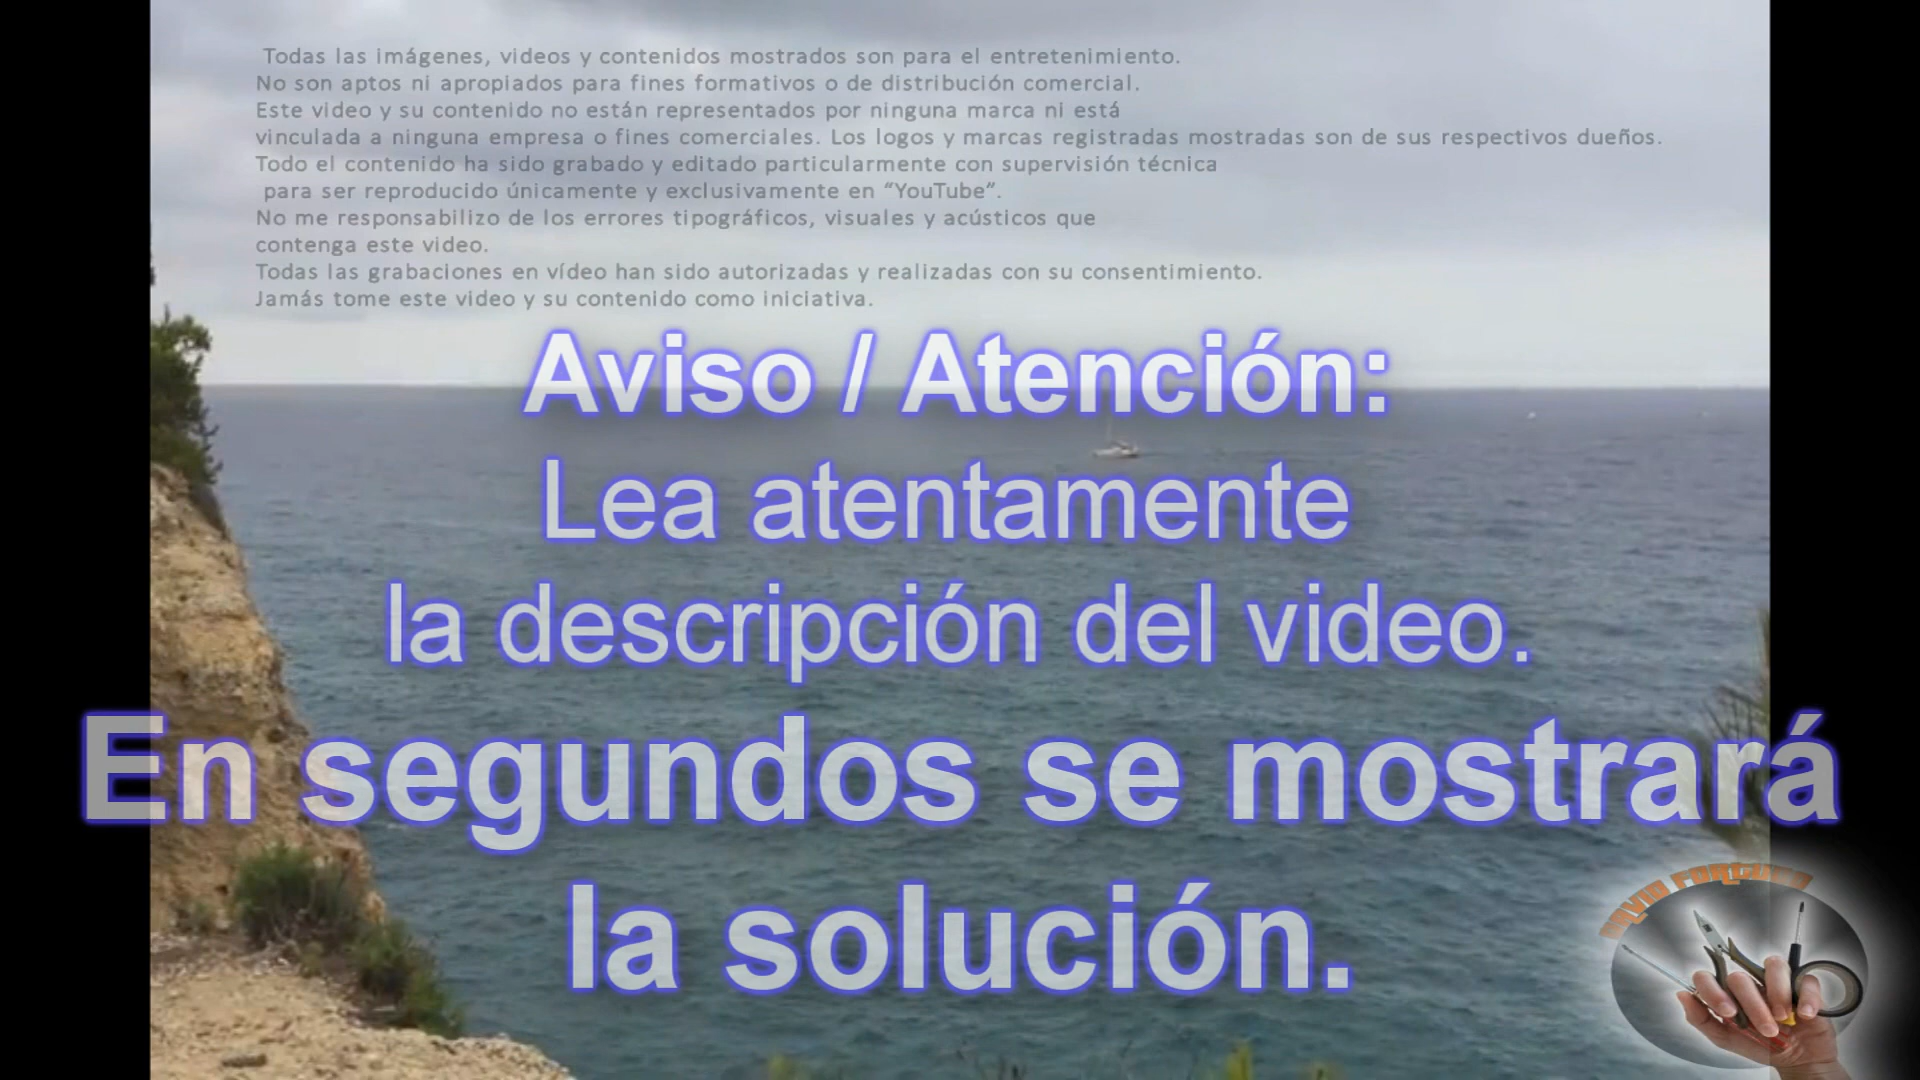 Todas las imágenes, videos y contenidos mostrados son para el entretenimiento.
No son aptos ni apropiados para fines formativos o de distribución comercial.
Este video y su contenido no están representados por ninguna marca ni está
vinculada a ninguna empresa o fines comerciales. Los logos y marcas registradas mostradas son de sus respectivos dueños.
Todo el contenido ha sido grabado y editado particularmente con supervisión técnica
para ser reproducido únicamente y exclusivamente en “YouTube”.
No me responsabilizo de los errores tipográficos, visuales y acústicos que
contenga este video.
Todas las grabaciones en vídeo han sido autorizadas y realizadas con su consentimiento.
Jamás tome este video y su contenido como iniciativa.
Aviso / Atención:
Lea atentamente
la descripción del video.
En segundos se mostrará
la solución.